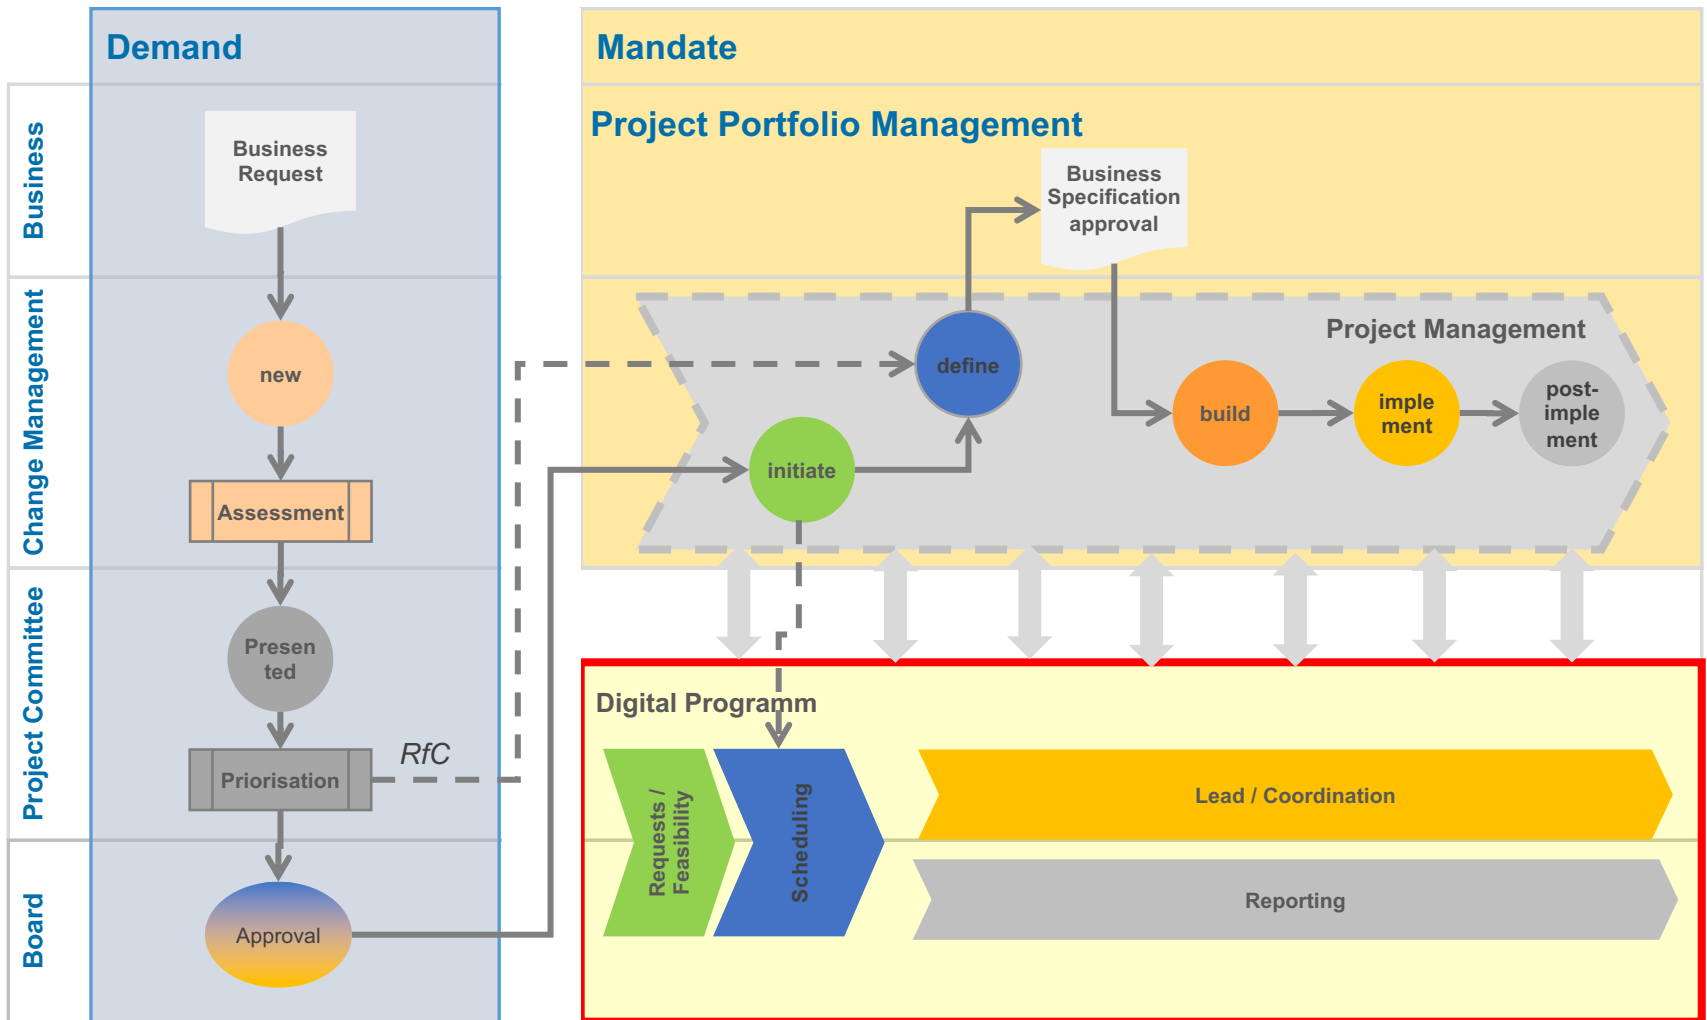 Demand
Mandate
Business
Business
Request
Project Portfolio Management
Business
Specification
approval
Change Management
new
Assessment
Project Management
define
initiate
build
imple
ment
post-
imple
ment
Project Committee
Presen
ted
Priorisation
RfC
Digital Programm
Requests /
Feasibility
Scheduling
Lead / Coordination
Reporting
Board
Approval